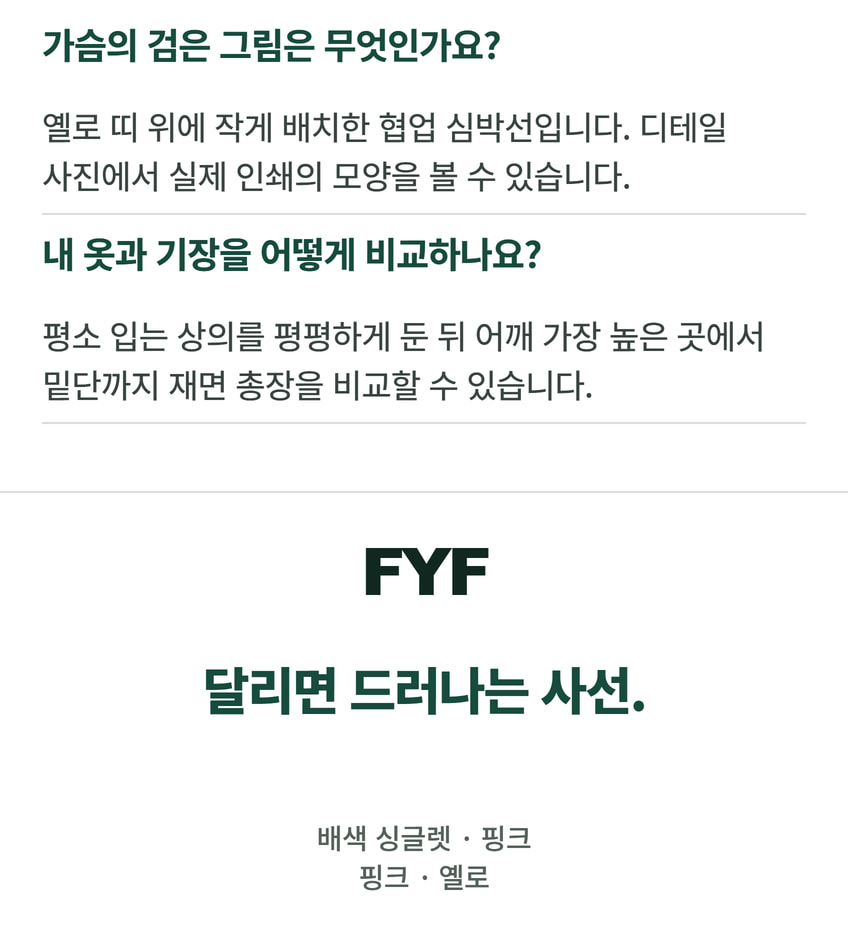 가슴의 검은 그림은 무엇인가요?
옐로 띠 위에 작게 배치한 협업 심박선입니다. 디테일
사진에서 실제 인쇄의 모양을 볼 수 있습니다.
내 옷과 기장을 어떻게 비교하나요?
평소 입는 상의를 평평하게 둔 뒤 어깨 가장 높은 곳에서
밑단까지 재면 총장을 비교할 수 있습니다.
FYF
달리면 드러나는 사선.
배색 싱글렛 · 핑크
핑크 · 옐로